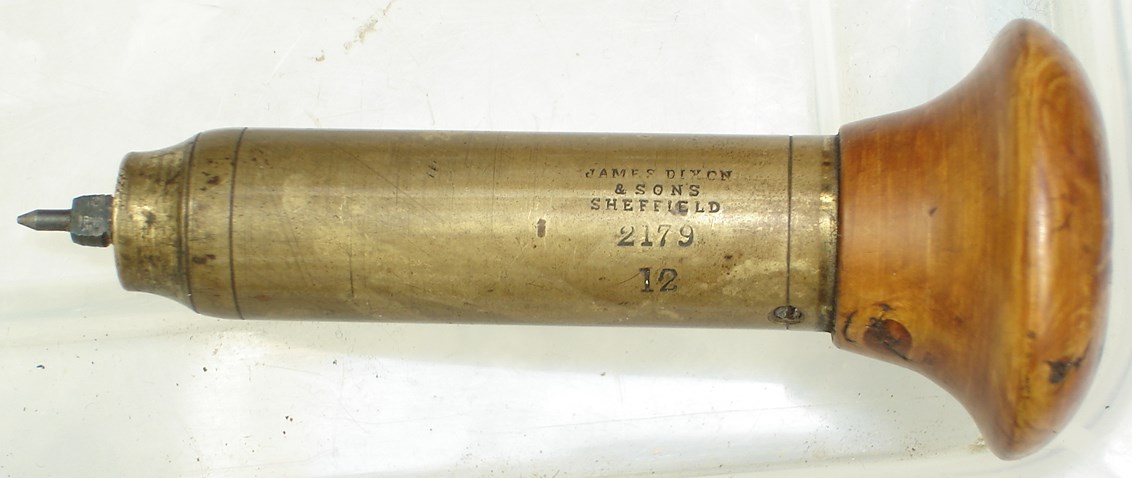 JAMES DIXON
& SONS
SHEFFIELD
2179
12